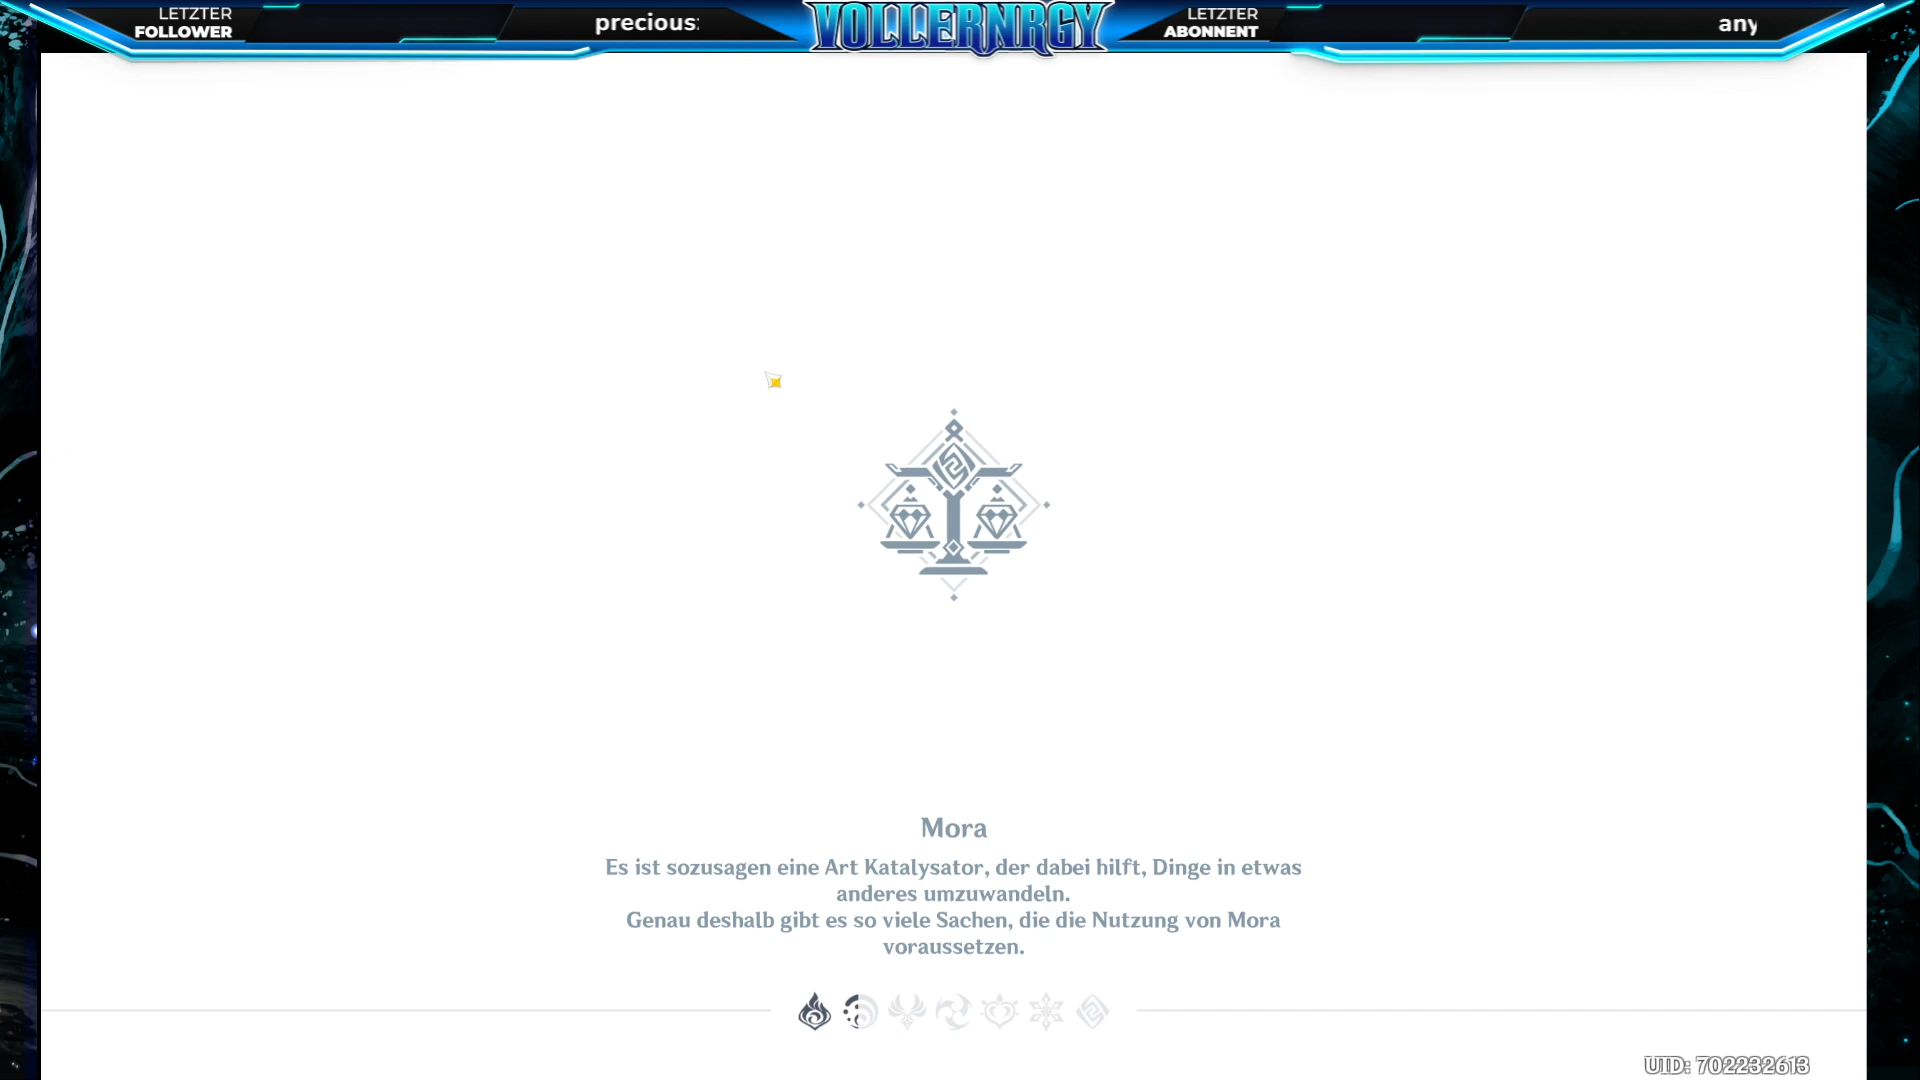 LETZTER
FOLLOWER
precious
VOLLERNRGY
LETZTER
ABONNENT
any
Mora
Es ist sozusagen eine Art Katalysator, der dabei hilft, Dinge in etwas
anderes umzuwandeln.
Genau deshalb gibt es so viele Sachen, die die Nutzung von Mora
voraussetzen.
UID: 702232613